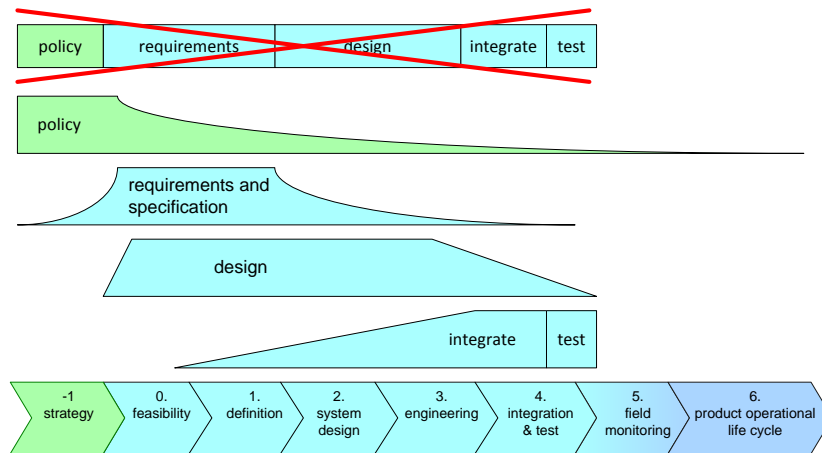 policy requirements design integrate test
policy
requirements and
specification
design
integrate test
-1
strategy
0.
feasibility
1.
definition
2.
system
design
3.
engineering
4.
integration
& test
5.
field
monitoring
6.
product operational
life cycle